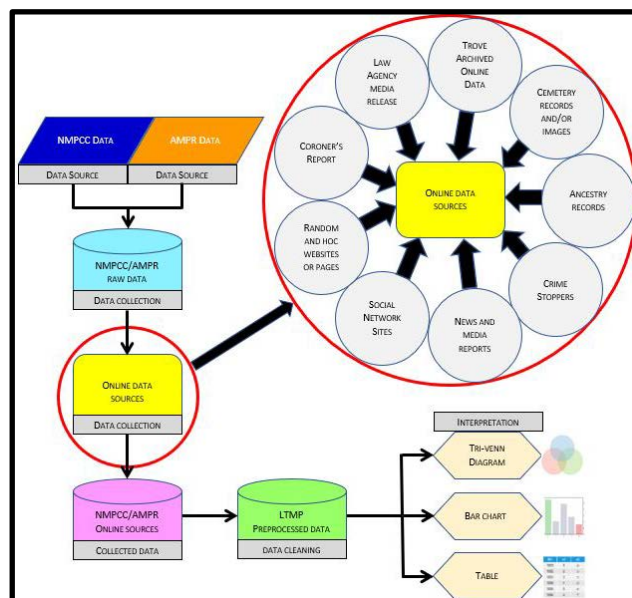 NMPCC DATA
AMPR DATA
DATA SOURCE
DATA SOURCE
NMPCC/AMPR
RAW DATA
DATA COLLECTION
ONLINE DATA
SOURCES
DATA COLLECTION
NMPCC/AMPR
ONLINE SOURCES
COLLECTED DATA
LTMP
PREPROCESSED DATA
DATA CLEANING
LAW
AGENCY
MEDIA
RELEASE
TROVE
ARCHIVED
ONLINE
DATA
CEMETERY
RECORDS
AND/OR
IMAGES
CORONER'S
REPORT
ONLINE DATA
SOURCES
ANCESTRY
RECORDS
RANDOM
AND HOC
WEBSITES
OR PAGES
CRIME
STOPPERS
SOCIAL
NETWORK
SITES
NEWS AND
MEDIA
REPORTS
INTERPRETATION
TRI-VENN
DIAGRAM
BAR CHART
TABLE